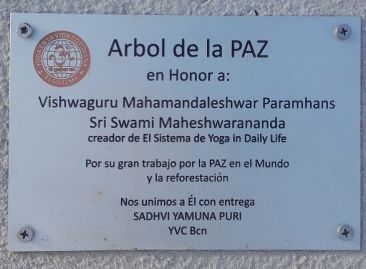 Arbol de la PAZ
en Honor a:
Vishwaguru Mahamandaleshwar Paramhans
Sri Swami Maheshwarananda
creador de El Sistema de Yoga in Daily Life
Por su gran trabajo por la PAZ en el Mundo
y la reforestación
Nos unimos a Él con entrega
SADHVI YAMUNA PURI
YVC Bcn